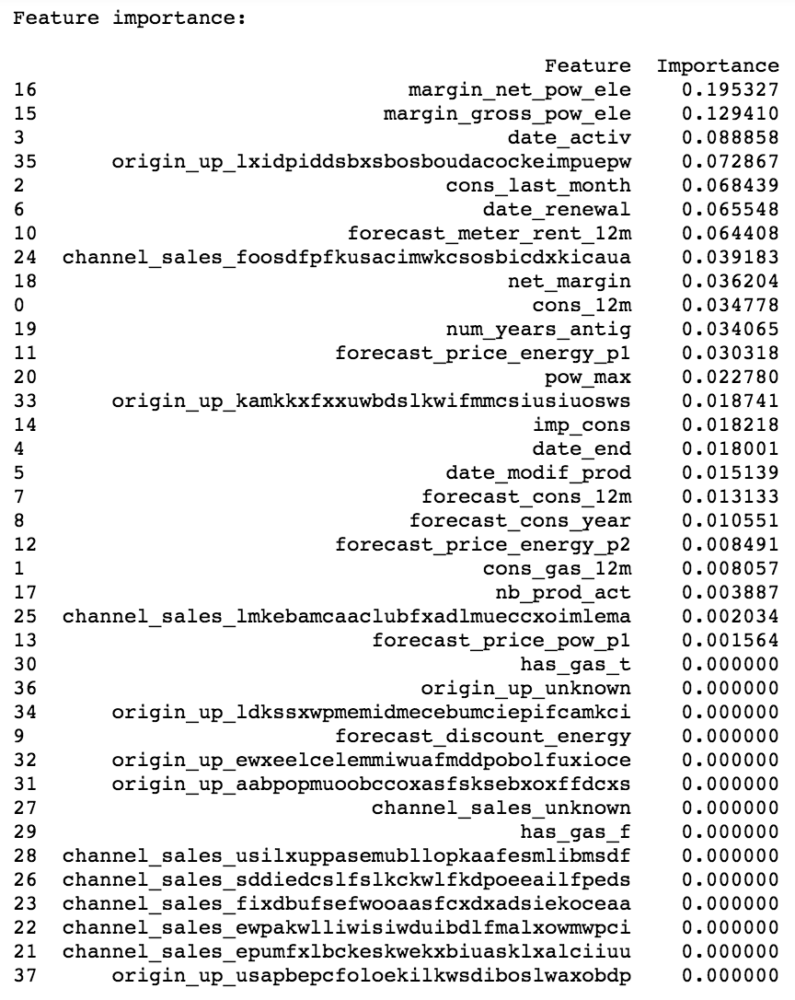 Feature importance:
Feature Importance
16 margin_net_pow_ele 0.195327
15 margin_gross_pow_ele 0.129410
3 date_activ 0.088858
35 origin_up_lxidpiddsbxsbosboudacockeimpuepw 0.072867
2 cons_last_month 0.068439
6 date_renewal 0.065548
10 forecast_meter_rent_12m 0.064408
24 channel_sales_foosdfpfkusacimwkcsosbicdxkicaua 0.039183
18 net_margin 0.036204
0 cons_12m 0.034778
19 num_years_antig 0.034065
11 forecast_price_energy_p1 0.030318
20 pow_max 0.022780
33 origin_up_kamkkxfxxuwbdslkwifmmcsiusiuosws 0.018741
14 imp_cons 0.018218
4 date_end 0.018001
5 date_modif_prod 0.015139
7 forecast_cons_12m 0.013133
8 forecast_cons_year 0.010551
12 forecast_price_energy_p2 0.008491
1 cons_gas_12m 0.008057
17 nb_prod_act 0.003887
25 channel_sales_lmkebamcaaclubfxadlmueccxoimlema 0.002034
13 forecast_price_pow_p1 0.001564
30 has_gas_t 0.000000
36 origin_up_unknown 0.000000
34 origin_up_ldkssxwpmemidmecebumciepifcamkci 0.000000
9 forecast_discount_energy 0.000000
32 origin_up_ewxeelcelemmiwuafmddpobolfuxioce 0.000000
31 origin_up_aabpopmuoobccoxasfsksebxoxffdcxs 0.000000
27 channel_sales_unknown 0.000000
29 has_gas_f 0.000000
28 channel_sales_usilxuppasemubllopkaafesmlibmsdf 0.000000
26 channel_sales_sddiedcslfslkckwlfkdpoeeailfpeds 0.000000
23 channel_sales_fixdbufsefwooaasfcxdxadsiekoceaa 0.000000
22 channel_sales_ewpakwlliwisiwduibdlfmalxowmwpci 0.000000
21 channel_sales_epumfxlbckeskwekxbiuasklxalciiuu 0.000000
37 origin_up_usapbepcfoloekilkwsdiboslwaxobdp 0.000000